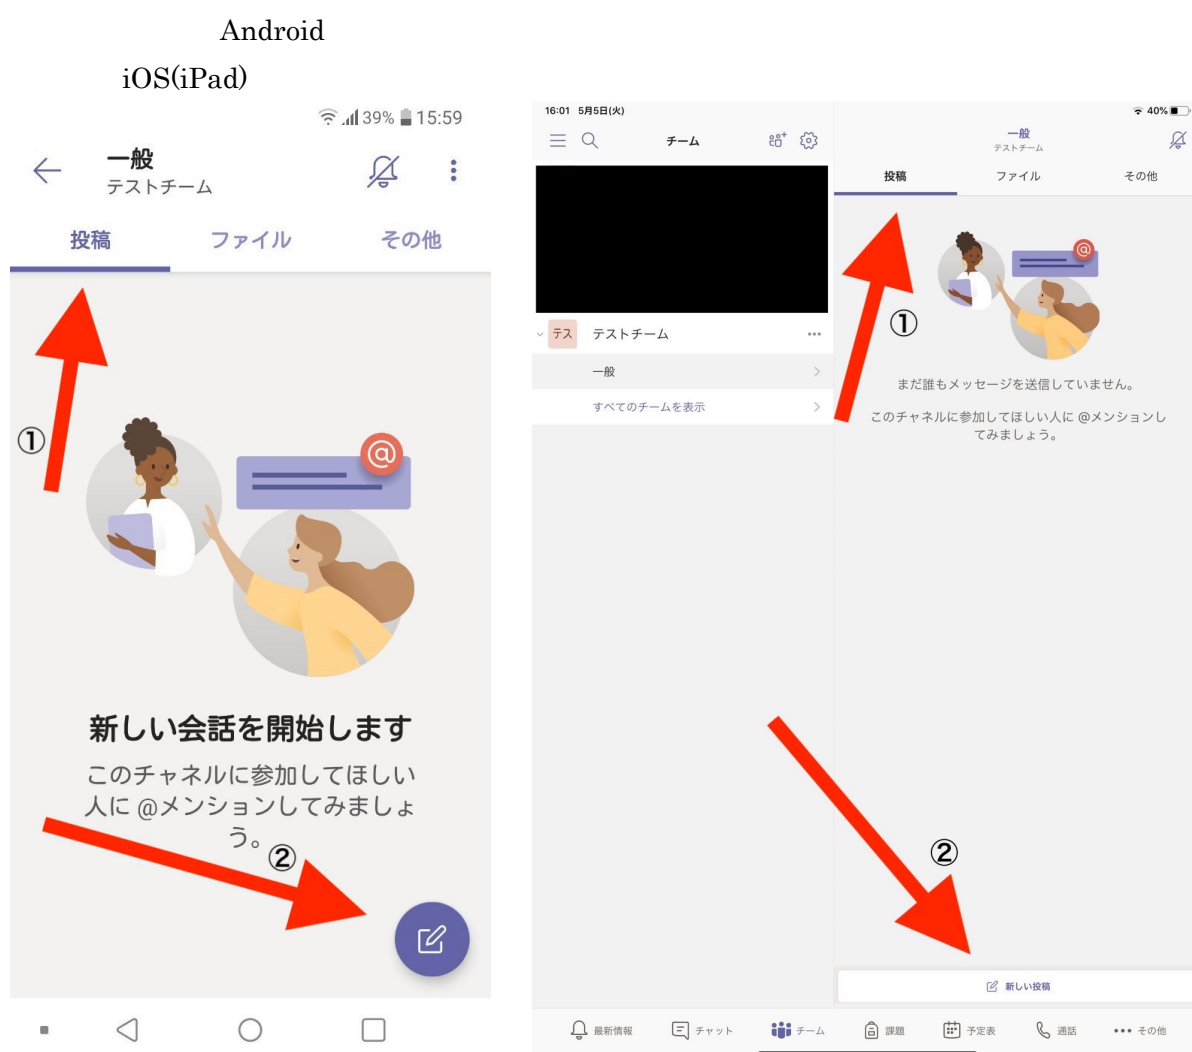 Android
iOS(iPad)
39% 15:59
一般
テストチーム
投稿 ファイル その他
①
@
新しい会話を開始します
このチャネルに参加してほしい
人に @メンションしてみましょ
う。
②
16:01 5月5日(火)
チーム
テス テストチーム
一般
すべてのチームを表示
40%
一般
テストチーム
投稿 ファイル その他
@
①
まだ誰もメッセージを送信していません。
このチャネルに参加してほしい人に @メンションし
てみましょう。
②
新しい投稿
最新情報 チャット チーム 課題 予定表 通話 その他